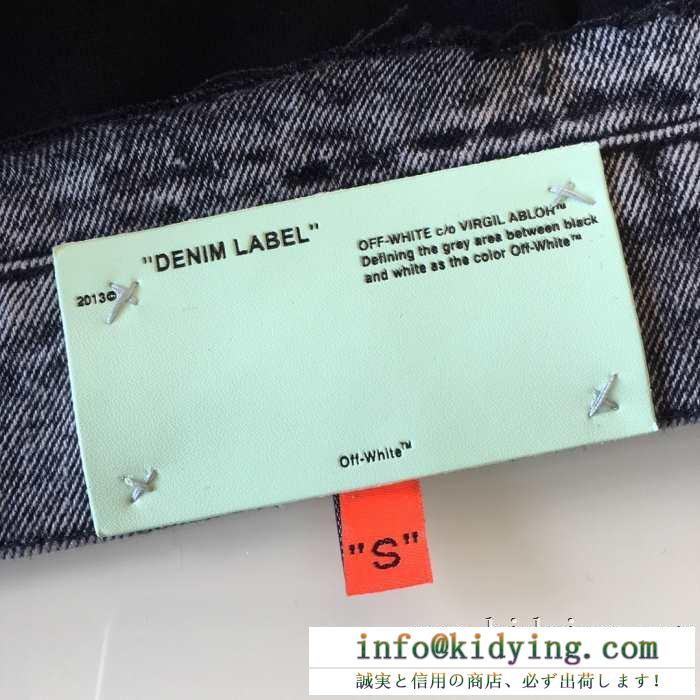 "DENIM LABEL"
OFF-WHITE c/o VIRGIL ABLOH™
Defining the grey area between black
and white as the color Off-White™
2013©
Off-White™
"S"
info@kidying.com
誠実と信用の商店、必ず出荷します!